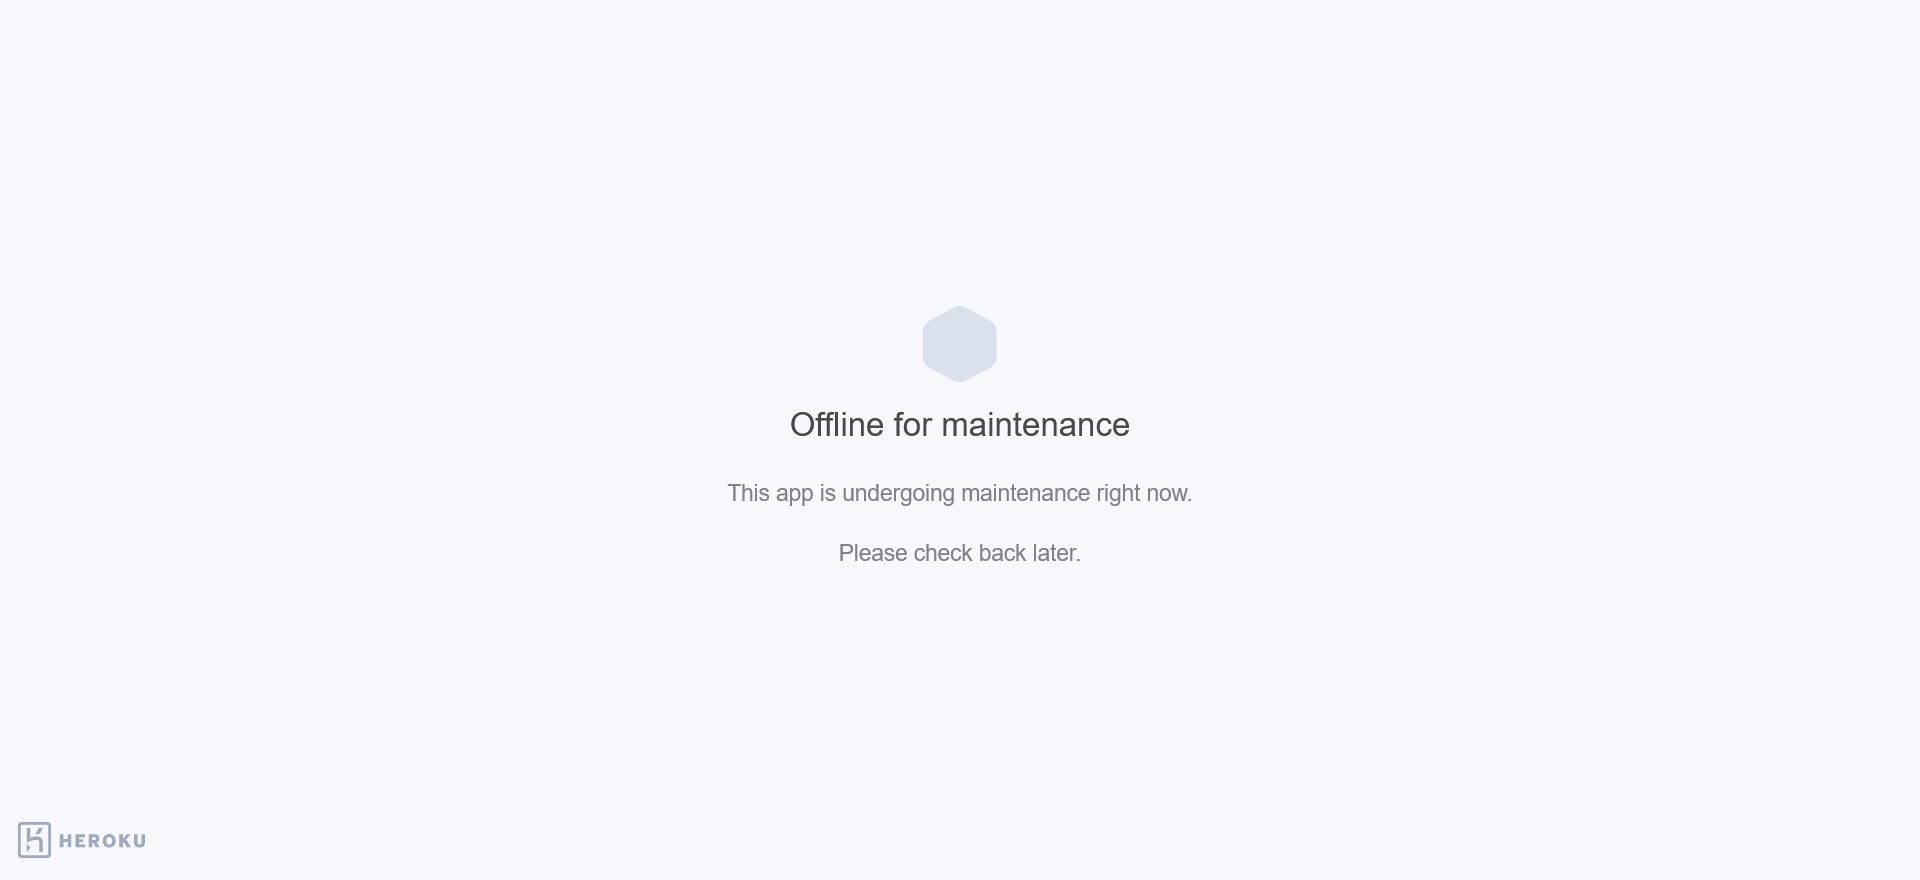 Offline for maintenance
This app is undergoing maintenance right now.
Please check back later.
HEROKU